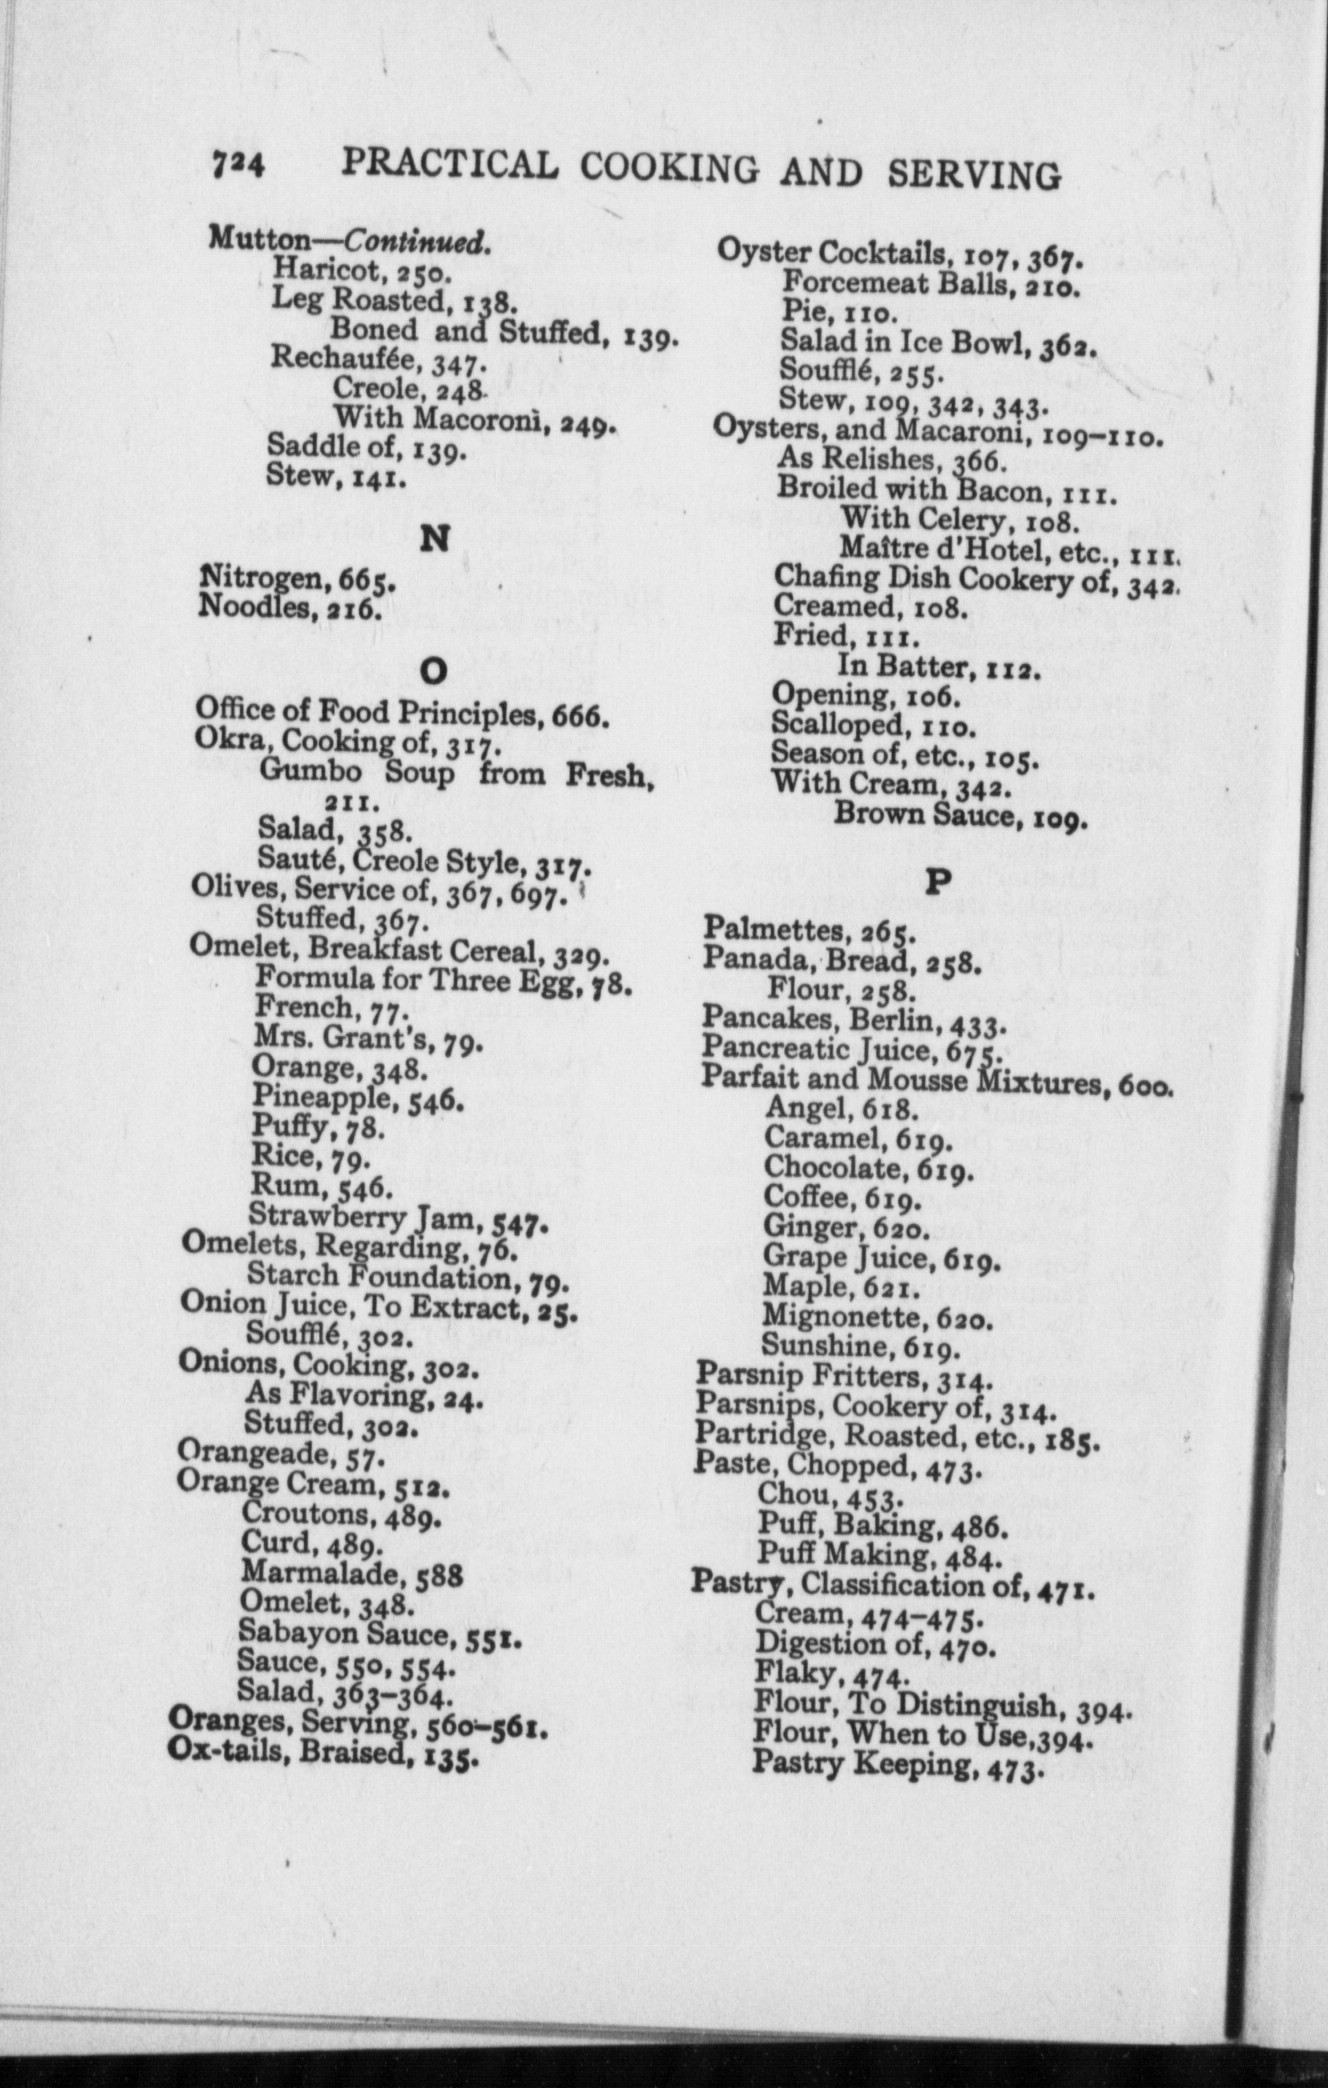 724 PRACTICAL COOKING AND SERVING
Mutton—Continued.
Haricot, 250.
Leg Roasted, 138.
Boned and Stuffed, 139.
Rechaufée, 347.
Creole, 248.
With Macoroni, 249.
Saddle of, 139.
Stew, 141.
N
Nitrogen, 665.
Noodles, 216.
O
Office of Food Principles, 666.
Okra, Cooking of, 317.
Gumbo Soup from Fresh,
211.
Salad, 358.
Sauté, Creole Style, 317.
Olives, Service of, 367, 697.
Stuffed, 367.
Omelet, Breakfast Cereal, 329.
Formula for Three Egg, 78.
French, 77.
Mrs. Grant's, 79.
Orange, 348.
Pineapple, 546.
Puffy, 78.
Rice, 79.
Rum, 546.
Strawberry Jam, 547.
Omelets, Regarding, 76.
Starch Foundation, 79.
Onion Juice, To Extract, 25.
Soufflé, 302.
Onions, Cooking, 302.
As Flavoring, 24.
Stuffed, 302.
Orangeade, 57.
Orange Cream, 512.
Croutons, 489.
Curd, 489.
Marmalade, 588
Omelet, 348.
Sabayon Sauce, 551.
Sauce, 550, 554.
Salad, 363–364.
Oranges, Serving, 560–561.
Ox-tails, Braised, 135.
Oyster Cocktails, 107, 367.
Forcemeat Balls, 210.
Pie, 110.
Salad in Ice Bowl, 362.
Soufflé, 255.
Stew, 109, 342, 343.
Oysters, and Macaroni, 109–110.
As Relishes, 366.
Broiled with Bacon, 111.
With Celery, 108.
Maître d'Hotel, etc., 111.
Chafing Dish Cookery of, 342.
Creamed, 108.
Fried, 111.
In Batter, 112.
Opening, 106.
Scalloped, 110.
Season of, etc., 105.
With Cream, 342.
Brown Sauce, 109.
P
Palmettes, 265.
Panada, Bread, 258.
Flour, 258.
Pancakes, Berlin, 433.
Pancreatic Juice, 675.
Parfait and Mousse Mixtures, 600.
Angel, 618.
Caramel, 619.
Chocolate, 619.
Coffee, 619.
Ginger, 620.
Grape Juice, 619.
Maple, 621.
Mignonette, 620.
Sunshine, 619.
Parsnip Fritters, 314.
Parsnips, Cookery of, 314.
Partridge, Roasted, etc., 185.
Paste, Chopped, 473.
Chou, 453.
Puff, Baking, 486.
Puff Making, 484.
Pastry, Classification of, 471.
Cream, 474–475.
Digestion of, 470.
Flaky, 474.
Flour, To Distinguish, 394.
Flour, When to Use,394.
Pastry Keeping, 473.